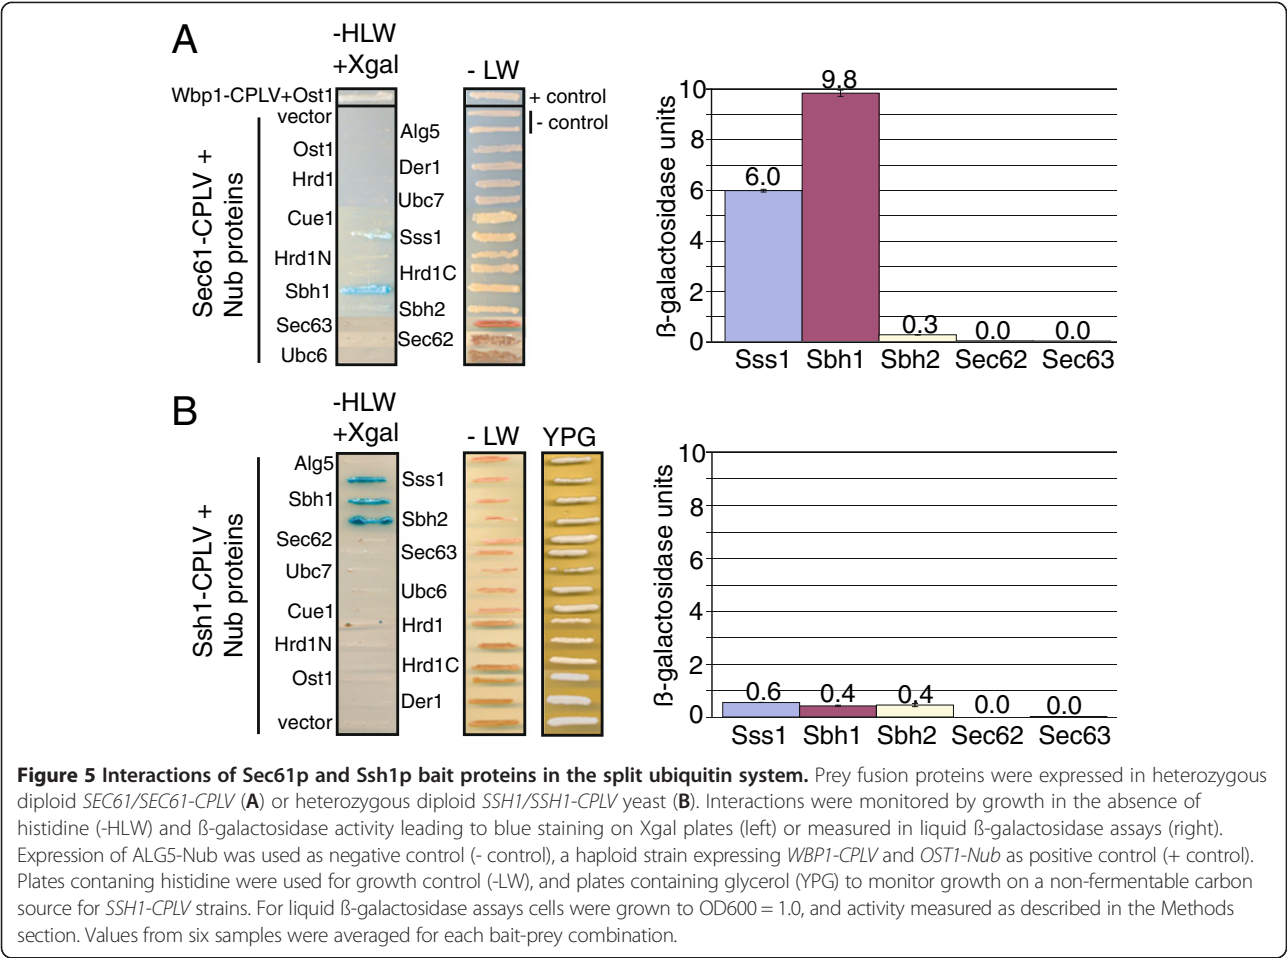 A
-HLW
+Xgal
- LW
Wbp1-CPLV+Ost1
+ control
vector
- control
Alg5
Ost1
Der1
Hrd1
Ubc7
Cue1
Sss1
Hrd1N
Hrd1C
Sbh1
Sbh2
Sec63
Sec62
Ubc6
Sec61-CPLV +
Nub proteins
ß-galactosidase units
10
8
6
4
2
0
6.0
9.8
0.3
0.0
0.0
Sss1 Sbh1 Sbh2 Sec62 Sec63
B
-HLW
+Xgal
- LW
YPG
Alg5
Sss1
Sbh1
Sbh2
Sec62
Sec63
Ubc7
Ubc6
Cue1
Hrd1
Hrd1N
Hrd1C
Ost1
Der1
vector
Ssh1-CPLV +
Nub proteins
ß-galactosidase units
10
8
6
4
2
0
0.6
0.4
0.4
0.0
0.0
Sss1 Sbh1 Sbh2 Sec62 Sec63
Figure 5 Interactions of Sec61p and Ssh1p bait proteins in the split ubiquitin system. Prey fusion proteins were expressed in heterozygous
diploid SEC61/SEC61-CPLV (A) or heterozygous diploid SSH1/SSH1-CPLV yeast (B). Interactions were monitored by growth in the absence of
histidine (-HLW) and ß-galactosidase activity leading to blue staining on Xgal plates (left) or measured in liquid ß-galactosidase assays (right).
Expression of ALG5-Nub was used as negative control (- control), a haploid strain expressing WBP1-CPLV and OST1-Nub as positive control (+ control).
Plates contaning histidine were used for growth control (-LW), and plates containing glycerol (YPG) to monitor growth on a non-fermentable carbon
source for SSH1-CPLV strains. For liquid ß-galactosidase assays cells were grown to OD600 = 1.0, and activity measured as described in the Methods
section. Values from six samples were averaged for each bait-prey combination.